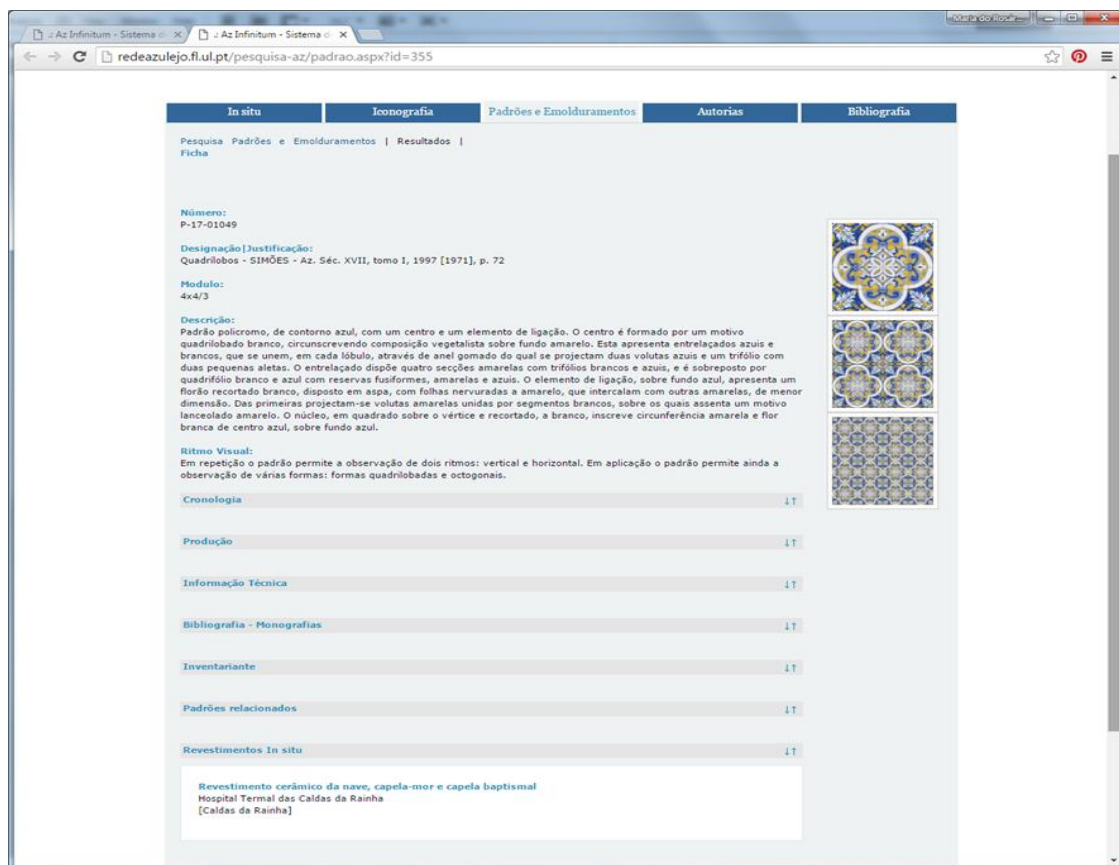 Maria do Rosár...
.: Az Infinitum - Sistema d
.: Az Infinitum - Sistema d
redeazulejo.fl.ul.pt/pesquisa-az/padrao.aspx?id=355
In situ
Iconografia
Padrões e Emolduramentos
Autorias
Bibliografia
Pesquisa Padrões e Emolduramentos | Resultados |
Ficha
Número:
P-17-01049
Designação|Justificação:
Quadrilobos - SIMÕES - Az. Séc. XVII, tomo I, 1997 [1971], p. 72
Modulo:
4x4/3
Descrição:
Padrão policromo, de contorno azul, com um centro e um elemento de ligação. O centro é formado por um motivo
quadrilobado branco, circunscrevendo composição vegetalista sobre fundo amarelo. Esta apresenta entrelaçados azuis e
brancos, que se unem, em cada lóbulo, através de anel gomado do qual se projectam duas volutas azuis e um trifólio com
duas pequenas aletas. O entrelaçado dispõe quatro secções amarelas com trifólios brancos e azuis, e é sobreposto por
quadrifólio branco e azul com reservas fusiformes, amarelas e azuis. O elemento de ligação, sobre fundo azul, apresenta um
florão recortado branco, disposto em aspa, com folhas nervuradas a amarelo, que intercalam com outras amarelas, de menor
dimensão. Das primeiras projectam-se volutas amarelas unidas por segmentos brancos, sobre os quais assenta um motivo
lanceolado amarelo. O núcleo, em quadrado sobre o vértice e recortado, a branco, inscreve circunferência amarela e flor
branca de centro azul, sobre fundo azul.
Ritmo Visual:
Em repetição o padrão permite a observação de dois ritmos: vertical e horizontal. Em aplicação o padrão permite ainda a
observação de várias formas: formas quadrilobadas e octogonais.
Cronologia
Produção
Informação Técnica
Bibliografia - Monografias
Inventariante
Padrões relacionados
Revestimentos In situ
Revestimento cerâmico da nave, capela-mor e capela baptismal
Hospital Termal das Caldas da Rainha
[Caldas da Rainha]